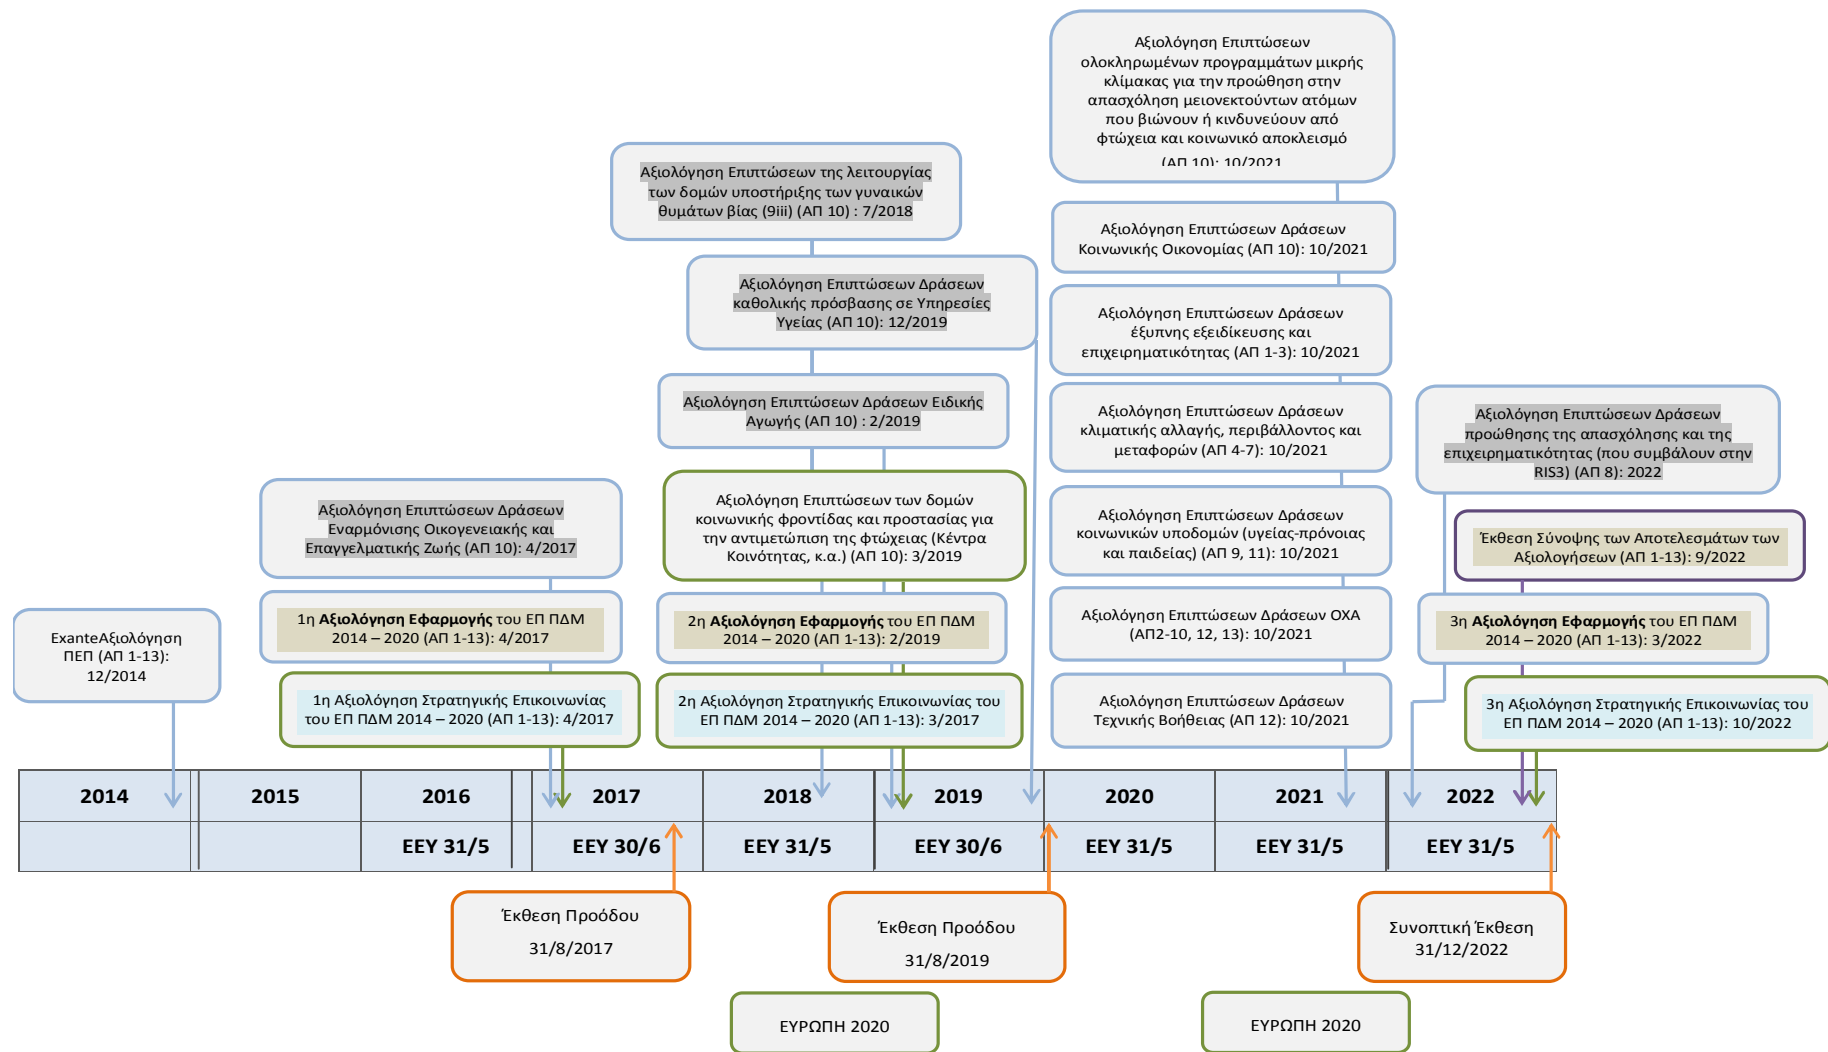 Αξιολόγηση Επιπτώσεων
ολοκληρωμένων προγραμμάτων μικρής
κλίμακας για την προώθηση στην
απασχόληση μειονεκτούντων ατόμων
που βιώνουν ή κινδυνεύουν από
φτώχεια και κοινωνικό αποκλεισμό
(ΑΠ 10): 10/2021
Αξιολόγηση Επιπτώσεων της λειτουργίας
των δομών υποστήριξης των γυναικών
θυμάτων βίας (9iii) (ΑΠ 10) : 7/2018
Αξιολόγηση Επιπτώσεων Δράσεων
Κοινωνικής Οικονομίας (ΑΠ 10): 10/2021
Αξιολόγηση Επιπτώσεων Δράσεων
καθολικής πρόσβασης σε Υπηρεσίες
Υγείας (ΑΠ 10): 12/2019
Αξιολόγηση Επιπτώσεων Δράσεων
έξυπνης εξειδίκευσης και
επιχειρηματικότητας (ΑΠ 1-3): 10/2021
Αξιολόγηση Επιπτώσεων Δράσεων Ειδικής
Αγωγής (ΑΠ 10) : 2/2019
Αξιολόγηση Επιπτώσεων Δράσεων
κλιματικής αλλαγής, περιβάλλοντος και
μεταφορών (ΑΠ 4-7): 10/2021
Αξιολόγηση Επιπτώσεων Δράσεων
προώθησης της απασχόλησης και της
επιχειρηματικότητας (που συμβάλουν στην
RIS3) (ΑΠ 8): 2022
Αξιολόγηση Επιπτώσεων Δράσεων
Εναρμόνισης Οικογενειακής και
Επαγγελματικής Ζωής (ΑΠ 10): 4/2017
Αξιολόγηση Επιπτώσεων των δομών
κοινωνικής φροντίδας και προστασίας για
την αντιμετώπιση της φτώχειας (Κέντρα
Κοινότητας, κ.α.) (ΑΠ 10): 3/2019
Αξιολόγηση Επιπτώσεων Δράσεων
κοινωνικών υποδομών (υγείας-πρόνοιας
και παιδείας) (ΑΠ 9, 11): 10/2021
Έκθεση Σύνοψης των Αποτελεσμάτων των
Αξιολογήσεων (ΑΠ 1-13): 9/2022
ExanteΑξιολόγηση
ΠΕΠ (ΑΠ 1-13):
12/2014
1η Αξιολόγηση Εφαρμογής του ΕΠ ΠΔΜ
2014 – 2020 (ΑΠ 1-13): 4/2017
2η Αξιολόγηση Εφαρμογής του ΕΠ ΠΔΜ
2014 – 2020 (ΑΠ 1-13): 2/2019
Αξιολόγηση Επιπτώσεων Δράσεων ΟΧΑ
(ΑΠ2-10, 12, 13): 10/2021
3η Αξιολόγηση Εφαρμογής του ΕΠ ΠΔΜ
2014 – 2020 (ΑΠ 1-13): 3/2022
1η Αξιολόγηση Στρατηγικής Επικοινωνίας
του ΕΠ ΠΔΜ 2014 – 2020 (ΑΠ 1-13): 4/2017
2η Αξιολόγηση Στρατηγικής Επικοινωνίας του
ΕΠ ΠΔΜ 2014 – 2020 (ΑΠ 1-13): 3/2017
Αξιολόγηση Επιπτώσεων Δράσεων
Τεχνικής Βοήθειας (ΑΠ 12): 10/2021
3η Αξιολόγηση Στρατηγικής Επικοινωνίας του
ΕΠ ΠΔΜ 2014 – 2020 (ΑΠ 1-13): 10/2022
2014 2015 2016 2017 2018 2019 2020 2021 2022
ΕΕΥ 31/5 ΕΕΥ 30/6 ΕΕΥ 31/5 ΕΕΥ 30/6 ΕΕΥ 31/5 ΕΕΥ 31/5 ΕΕΥ 31/5
Έκθεση Προόδου
31/8/2017
Έκθεση Προόδου
31/8/2019
Συνοπτική Έκθεση
31/12/2022
ΕΥΡΩΠΗ 2020
ΕΥΡΩΠΗ 2020